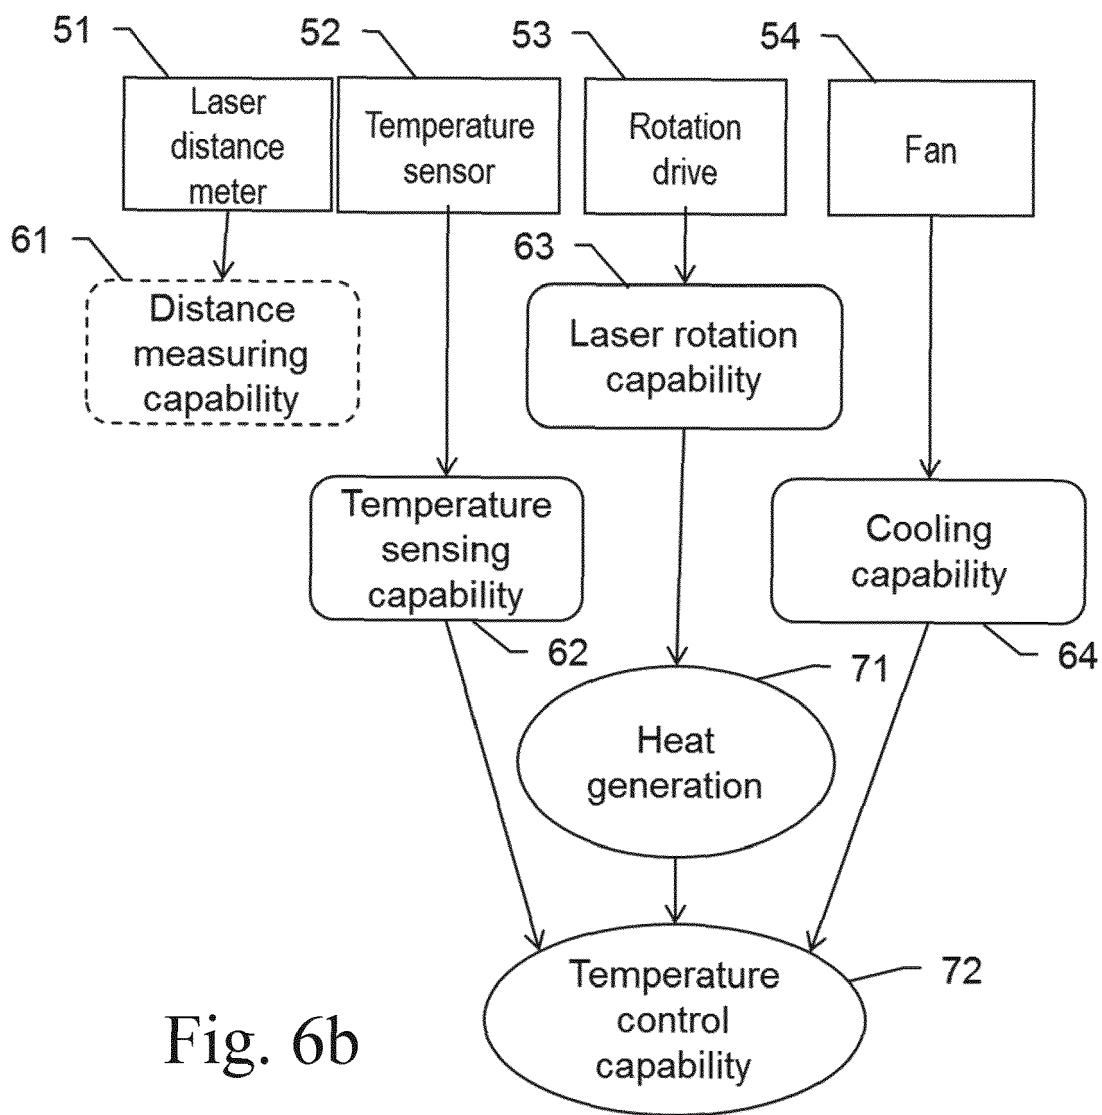 51
52
53
54
Laser
distance
meter
Temperature
sensor
Rotation
drive
Fan
61
63
Distance
measuring
capability
Laser rotation
capability
Temperature
sensing
capability
Cooling
capability
62
64
71
Heat
generation
72
Temperature
control
capability
Fig. 6b